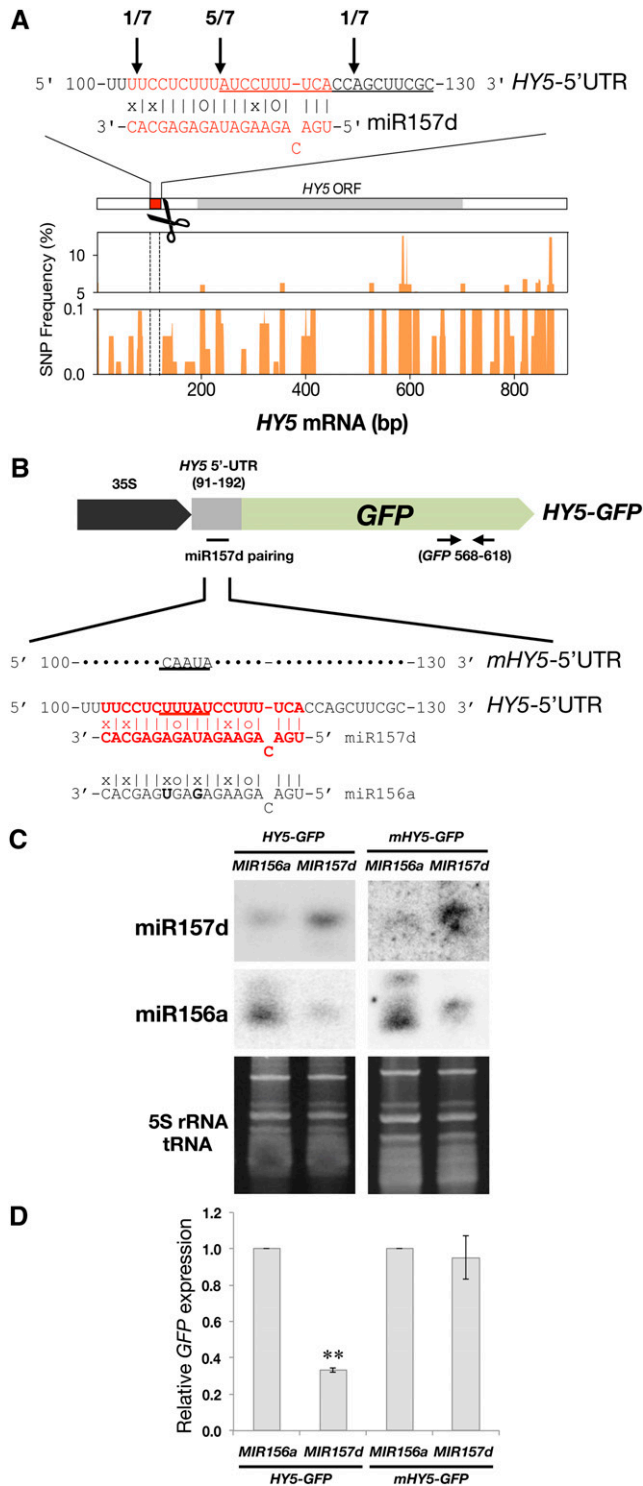 A
1/7 5/7 1/7
5' 100-UUUUCCUCUUUAUCCUUU-UCACCAGCUUCGC-130 3' HY5-5'UTR
x|x||||O||||x|O| |||
3'-CACGAGAGAUAGAAGA AGU-5' miR157d
C
HY5 ORF
SNP Frequency (%)
10
5
0.1
0.0
200 400 600 800
HY5 mRNA (bp)
B
35S
HY5 5'-UTR
(91-192)
GFP
HY5-GFP
miR157d pairing
(GFP 568-618)
5' 100-••••••••••CAAUA••••••-•••••••••••••-130 3' mHY5-5'UTR
5' 100-UUUUCCUCUUUAUCCUUU-UCACCAGCUUCGC-130 3' HY5-5'UTR
x|x||||O||||x|O| |||
3'-CACGAGAGAUAGAAGA AGU-5' miR157d
C
x|x|||xO||||x|O| |||
3'-CACGAGUGAGAGAAGA AGU-5' miR156a
C
C
HY5-GFP mHY5-GFP
MIR156a MIR157d MIR156a MIR157d
miR157d
miR156a
5S rRNA
tRNA
D
Relative GFP expression
1.2
1.0
0.8
0.6
0.4
0.2
0.0
**
MIR156a MIR157d MIR156a MIR157d
HY5-GFP mHY5-GFP